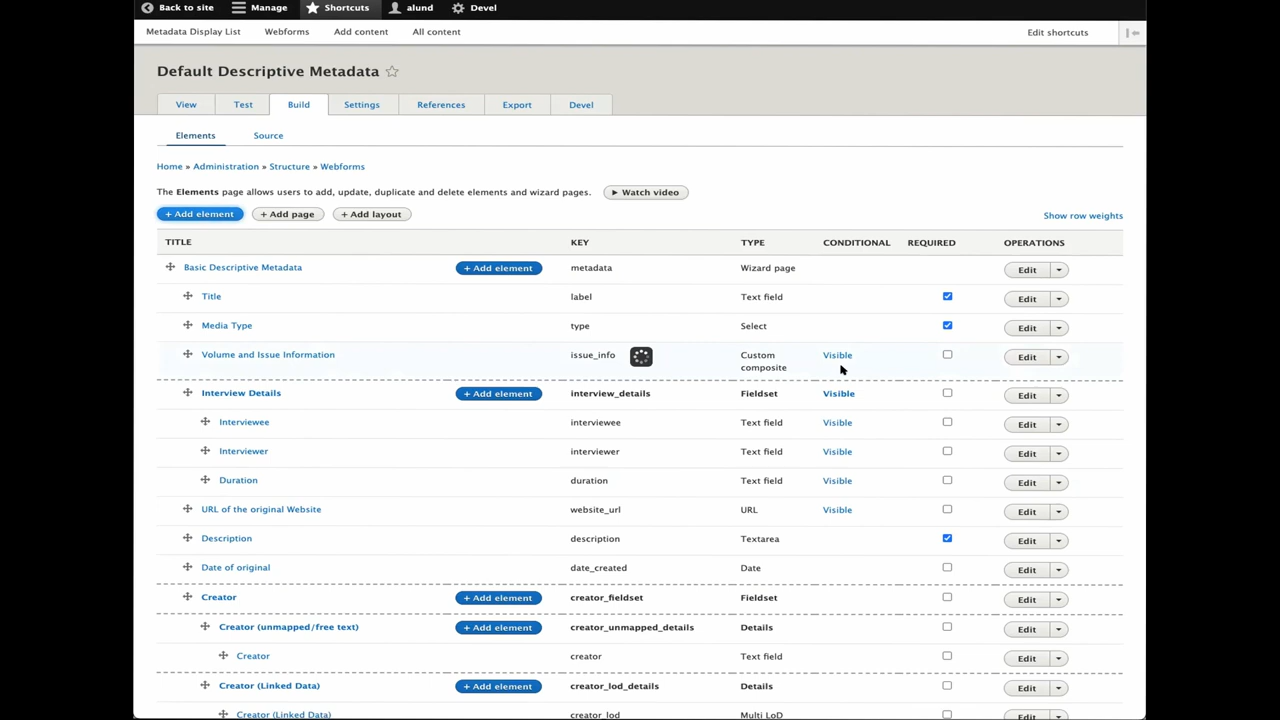 Back to site Manage Shortcuts alund Devel
Metadata Display List Webforms Add content All content Edit shortcuts
Default Descriptive Metadata
View Test Build Settings References Export Devel
Elements Source
Home » Administration » Structure » Webforms
The Elements page allows users to add, update, duplicate and delete elements and wizard pages. Watch video
+ Add element + Add page + Add layout Show row weights
TITLE KEY TYPE CONDITIONAL REQUIRED OPERATIONS
Basic Descriptive Metadata + Add element metadata Wizard page Edit
Title label Text field Edit
Media Type type Select Edit
Volume and Issue Information issue_info Custom composite Visible Edit
Interview Details + Add element interview_details Fieldset Visible Edit
Interviewee interviewee Text field Visible Edit
Interviewer interviewer Text field Visible Edit
Duration duration Text field Visible Edit
URL of the original Website website_url URL Visible Edit
Description description Textarea Edit
Date of original date_created Date Edit
Creator + Add element creator_fieldset Fieldset Edit
Creator (unmapped/free text) + Add element creator_unmapped_details Details Edit
Creator creator Text field Edit
Creator (Linked Data) + Add element creator_lod_details Details Edit
Creator (Linked Data) creator_lod Multi LoD Edit